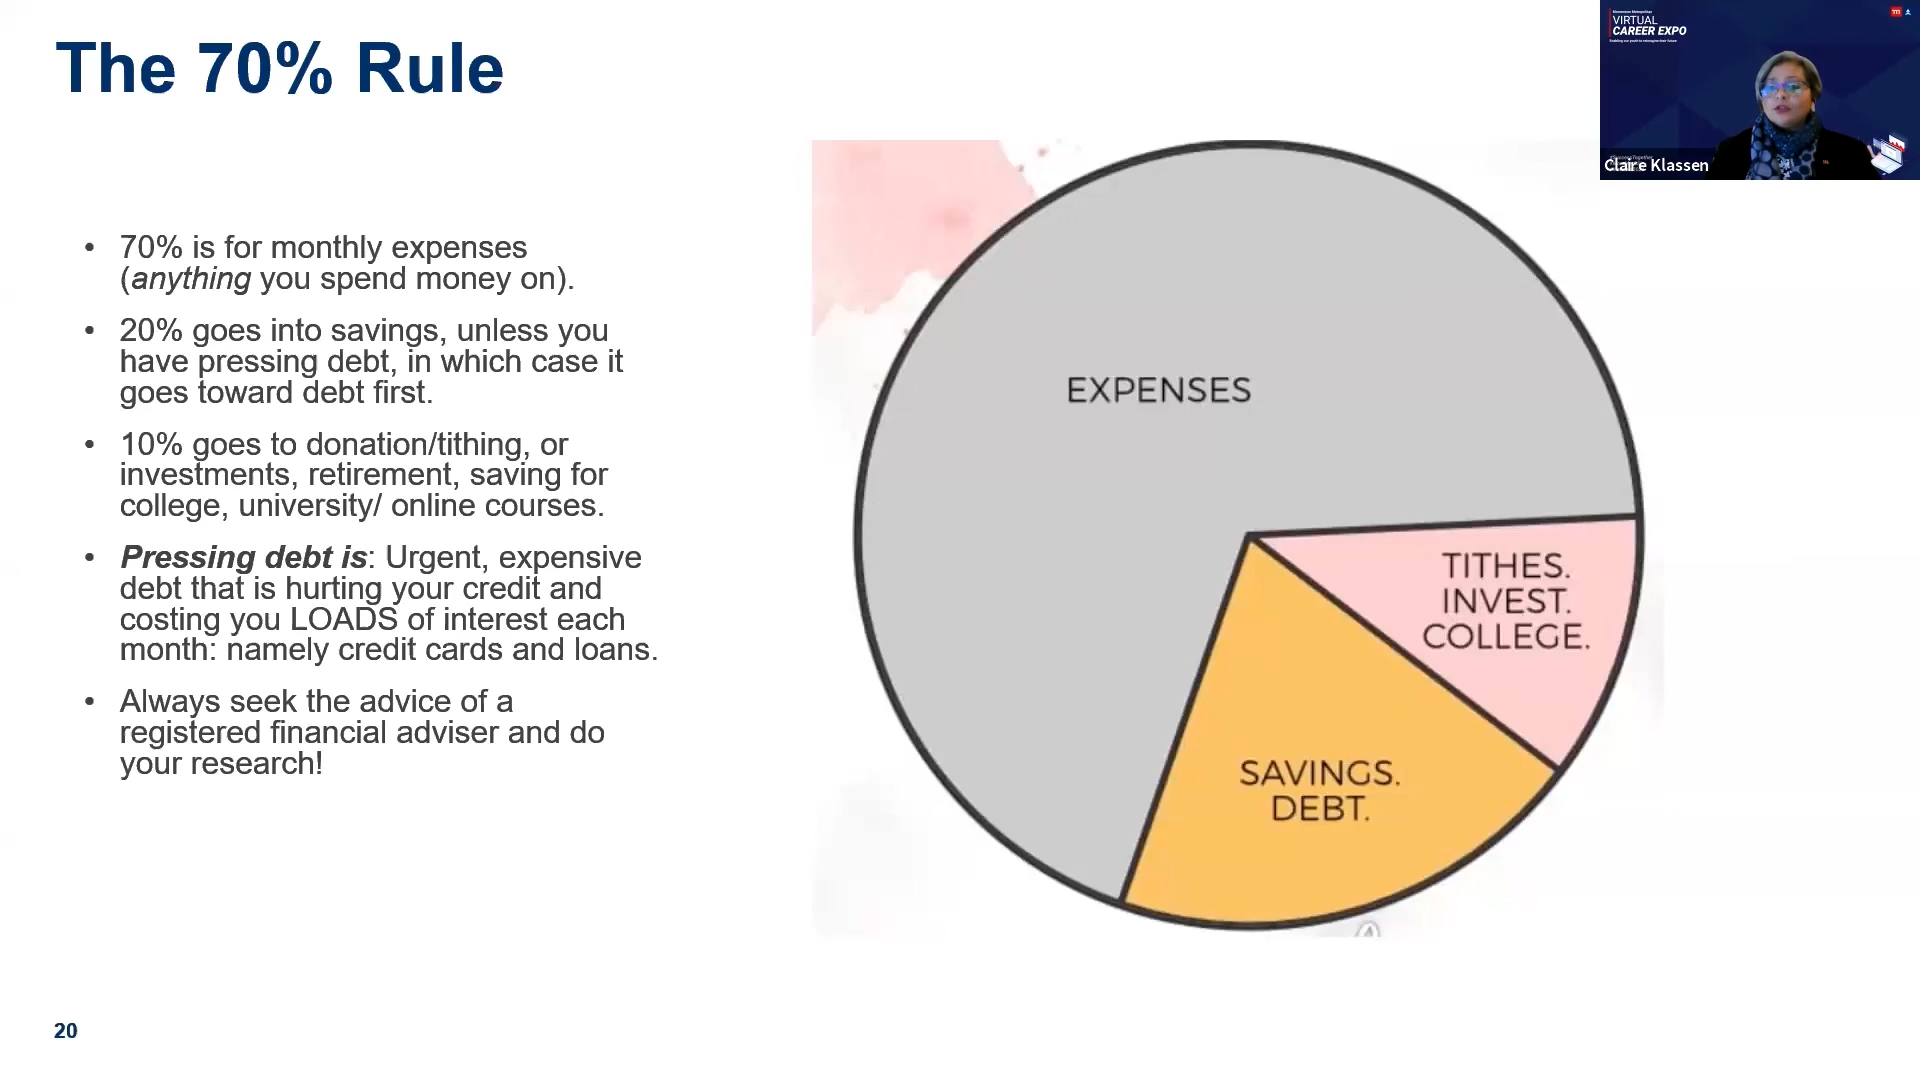 The 70% Rule
Momentum Metropolitan
VIRTUAL
CAREER EXPO
Claire Klassen
• 70% is for monthly expenses
(anything you spend money on).
• 20% goes into savings, unless you
have pressing debt, in which case it
goes toward debt first.
• 10% goes to donation/tithing, or
investments, retirement, saving for
college, university/ online courses.
• Pressing debt is: Urgent, expensive
debt that is hurting your credit and
costing you LOADS of interest each
month: namely credit cards and loans.
• Always seek the advice of a
registered financial adviser and do
your research!
EXPENSES
TITHES.
INVEST.
COLLEGE.
SAVINGS.
DEBT.
20